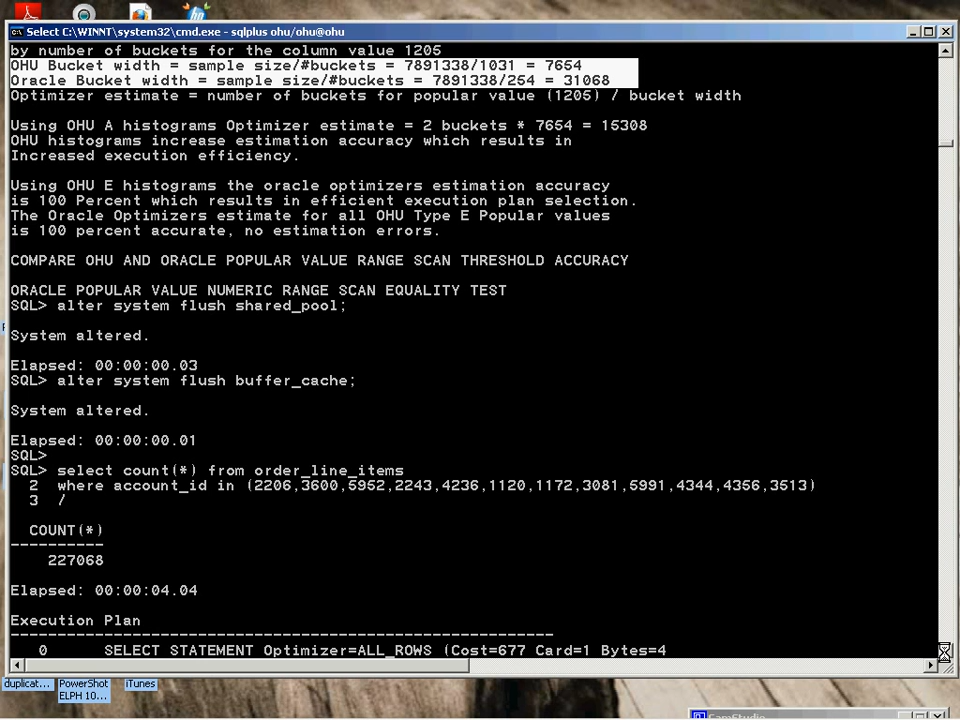 Select C:\WINNT\system32\cmd.exe - sqlplus ohu/ohu@ohu
by number of buckets for the column value 1205
OHU Bucket width = sample size/#buckets = 7891338/1031 = 7654
Oracle Bucket width = sample size/#buckets = 7891338/254 = 31068
Optimizer estimate = number of buckets for popular value (1205) / bucket width
Using OHU A histograms Optimizer estimate = 2 buckets * 7654 = 15308
OHU histograms increase estimation accuracy which results in
Increased execution efficiency.
Using OHU E histograms the oracle optimizers estimation accuracy
is 100 Percent which results in efficient execution plan selection.
The Oracle Optimizers estimate for all OHU Type E Popular values
is 100 percent accurate, no estimation errors.
COMPARE OHU AND ORACLE POPULAR VALUE RANGE SCAN THRESHOLD ACCURACY
ORACLE POPULAR VALUE NUMERIC RANGE SCAN EQUALITY TEST
SQL> alter system flush shared_pool;
System altered.
Elapsed: 00:00:00.03
SQL> alter system flush buffer_cache;
System altered.
Elapsed: 00:00:00.01
SQL>
SQL> select count(*) from order_line_items
2 where account_id in (2206,3600,5952,2243,4236,1120,1172,3081,5991,4344,4356,3513)
3 /
COUNT(*)
----------
227068
Elapsed: 00:00:04.04
Execution Plan
----------------------------------------------------------
0 SELECT STATEMENT Optimizer=ALL_ROWS (Cost=677 Card=1 Bytes=4
duplicat... PowerShot iTunes
ELPH 10...
CamStudio